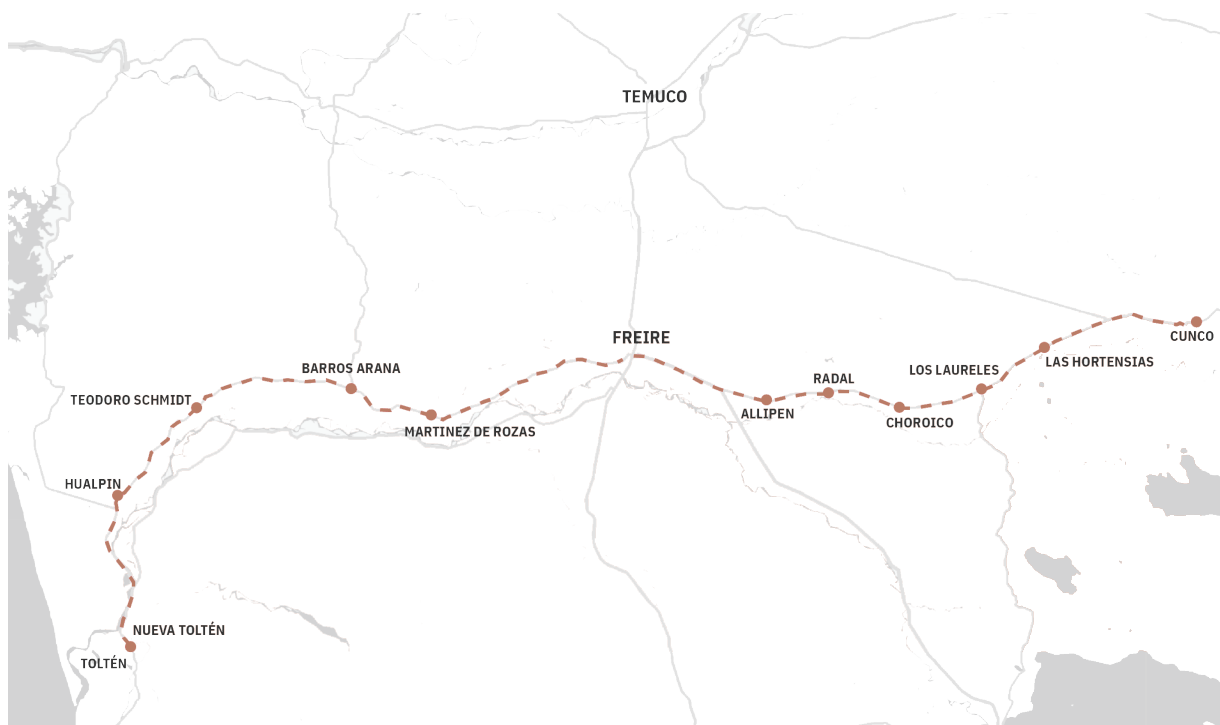 TEMUCO
CUNCO
FREIRE
LAS HORTENSIAS
BARROS ARANA
LOS LAURELES
RADAL
TEODORO SCHMIDT
ALLIPEN
CHOROICO
MARTINEZ DE ROZAS
HUALPIN
NUEVA TOLTÉN
TOLTÉN